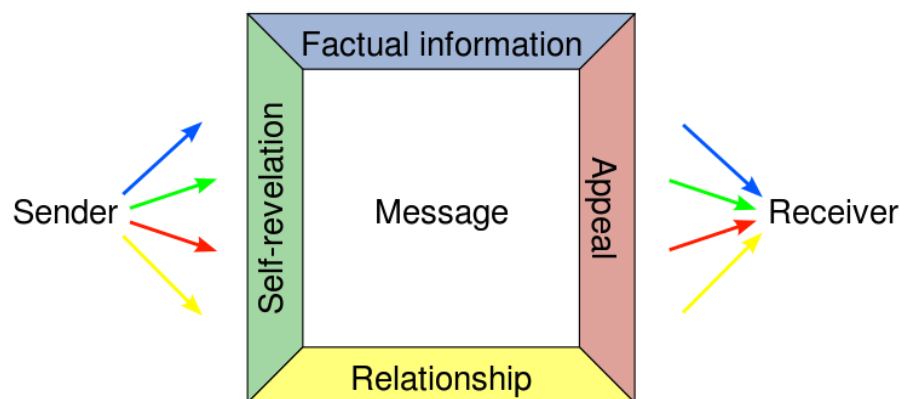 Factual information
Self-revelation
Sender
Message
Appeal
Receiver
Relationship